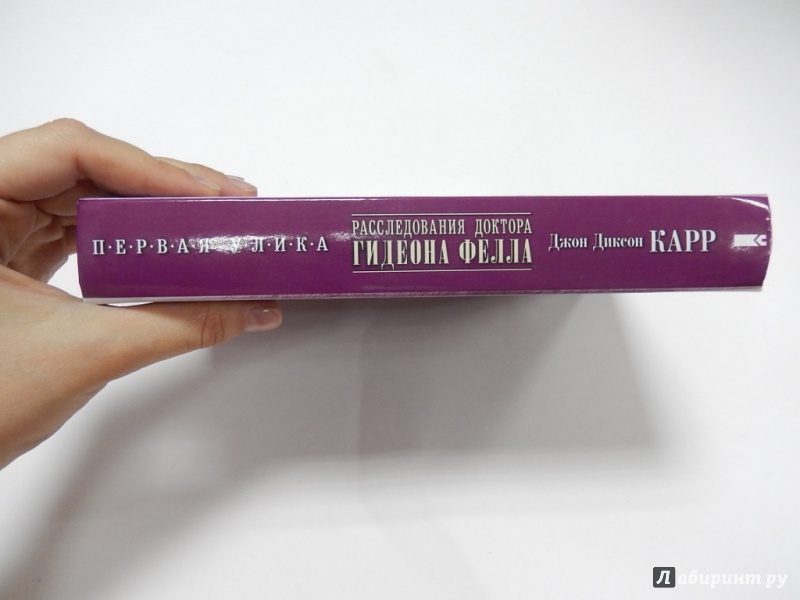 П·Е·Р·В·А·Я У·Л·И·К·А
РАССЛЕДОВАНИЯ ДОКТОРА
ГИДЕОНА ФЕЛЛА
Джон Диксон КАРР
Лабиринт.ру